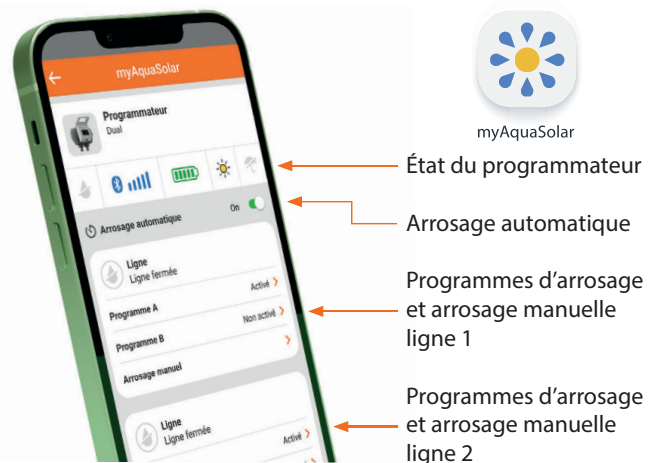 myAquaSolar
Programmateur
Dual
Arrosage automatique
On
Ligne
Ligne fermée
Programme A
Activé
Programme B
Non activé
Arrosage manuel
Ligne
Ligne fermée
Activé
myAquaSolar
État du programmateur
Arrosage automatique
Programmes d’arrosage
et arrosage manuelle
ligne 1
Programmes d’arrosage
et arrosage manuelle
ligne 2